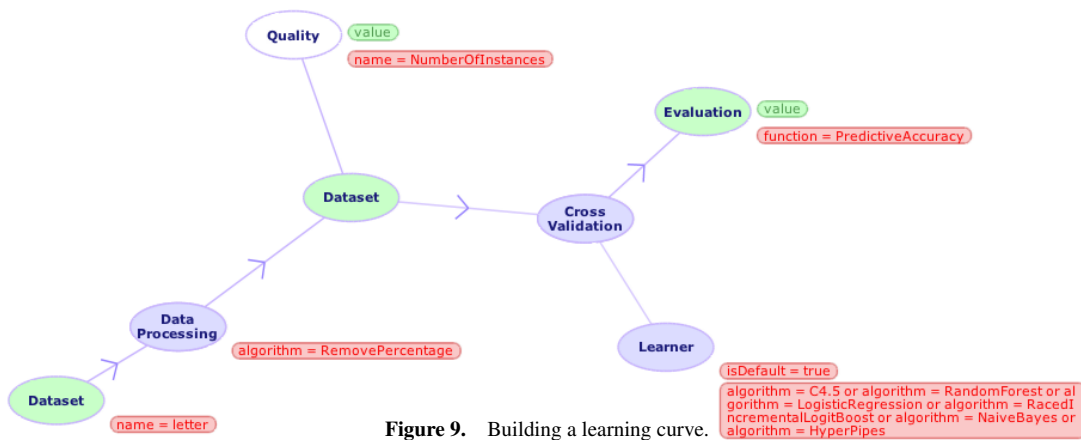 Quality
value
name = NumberOfInstances
Evaluation
value
function = PredictiveAccuracy
Dataset
Cross
Validation
Data
Processing
algorithm = RemovePercentage
Learner
isDefault = true
algorithm = C4.5 or algorithm = RandomForest or al
gorithm = LogisticRegression or algorithm = RacedI
ncrementalLogitBoost or algorithm = NaiveBayes or
algorithm = HyperPipes
Dataset
name = letter
Figure 9. Building a learning curve.